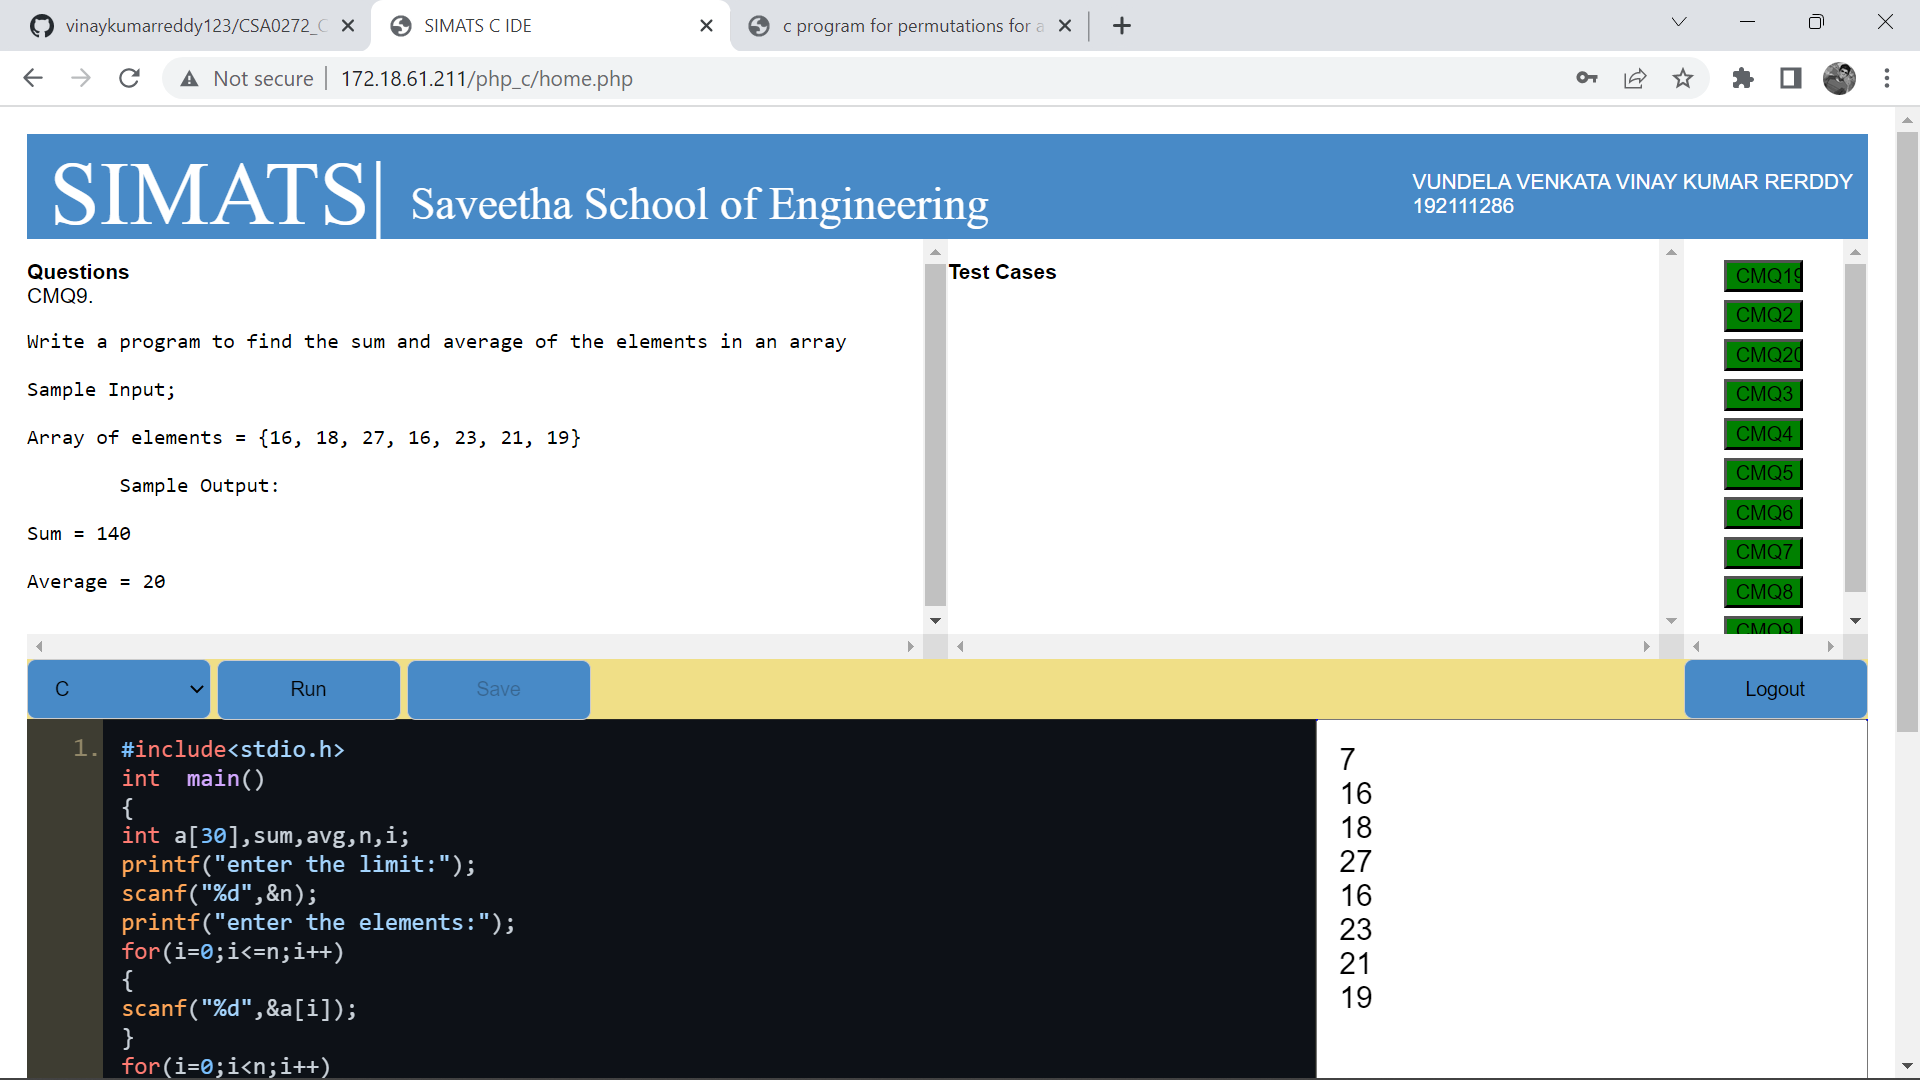 vinaykumarreddy123/CSA0272_C
SIMATS C IDE
c program for permutations for a
Not secure
172.18.61.211/php_c/home.php
SIMATS|
Saveetha School of Engineering
VUNDELA VENKATA VINAY KUMAR RERDDY
192111286
Questions
CMQ9.
Write a program to find the sum and average of the elements in an array
Sample Input;
Array of elements = {16, 18, 27, 16, 23, 21, 19}
Sample Output:
Sum = 140
Average = 20
Test Cases
CMQ19
CMQ2
CMQ20
CMQ3
CMQ4
CMQ5
CMQ6
CMQ7
CMQ8
CMQ9
C
Run
Save
Logout
1.
#include<stdio.h>
int  main()
{
int a[30],sum,avg,n,i;
printf("enter the limit:");
scanf("%d",&n);
printf("enter the elements:");
for(i=0;i<=n;i++)
{
scanf("%d",&a[i]);
}
for(i=0;i<n;i++)
7
16
18
27
16
23
21
19